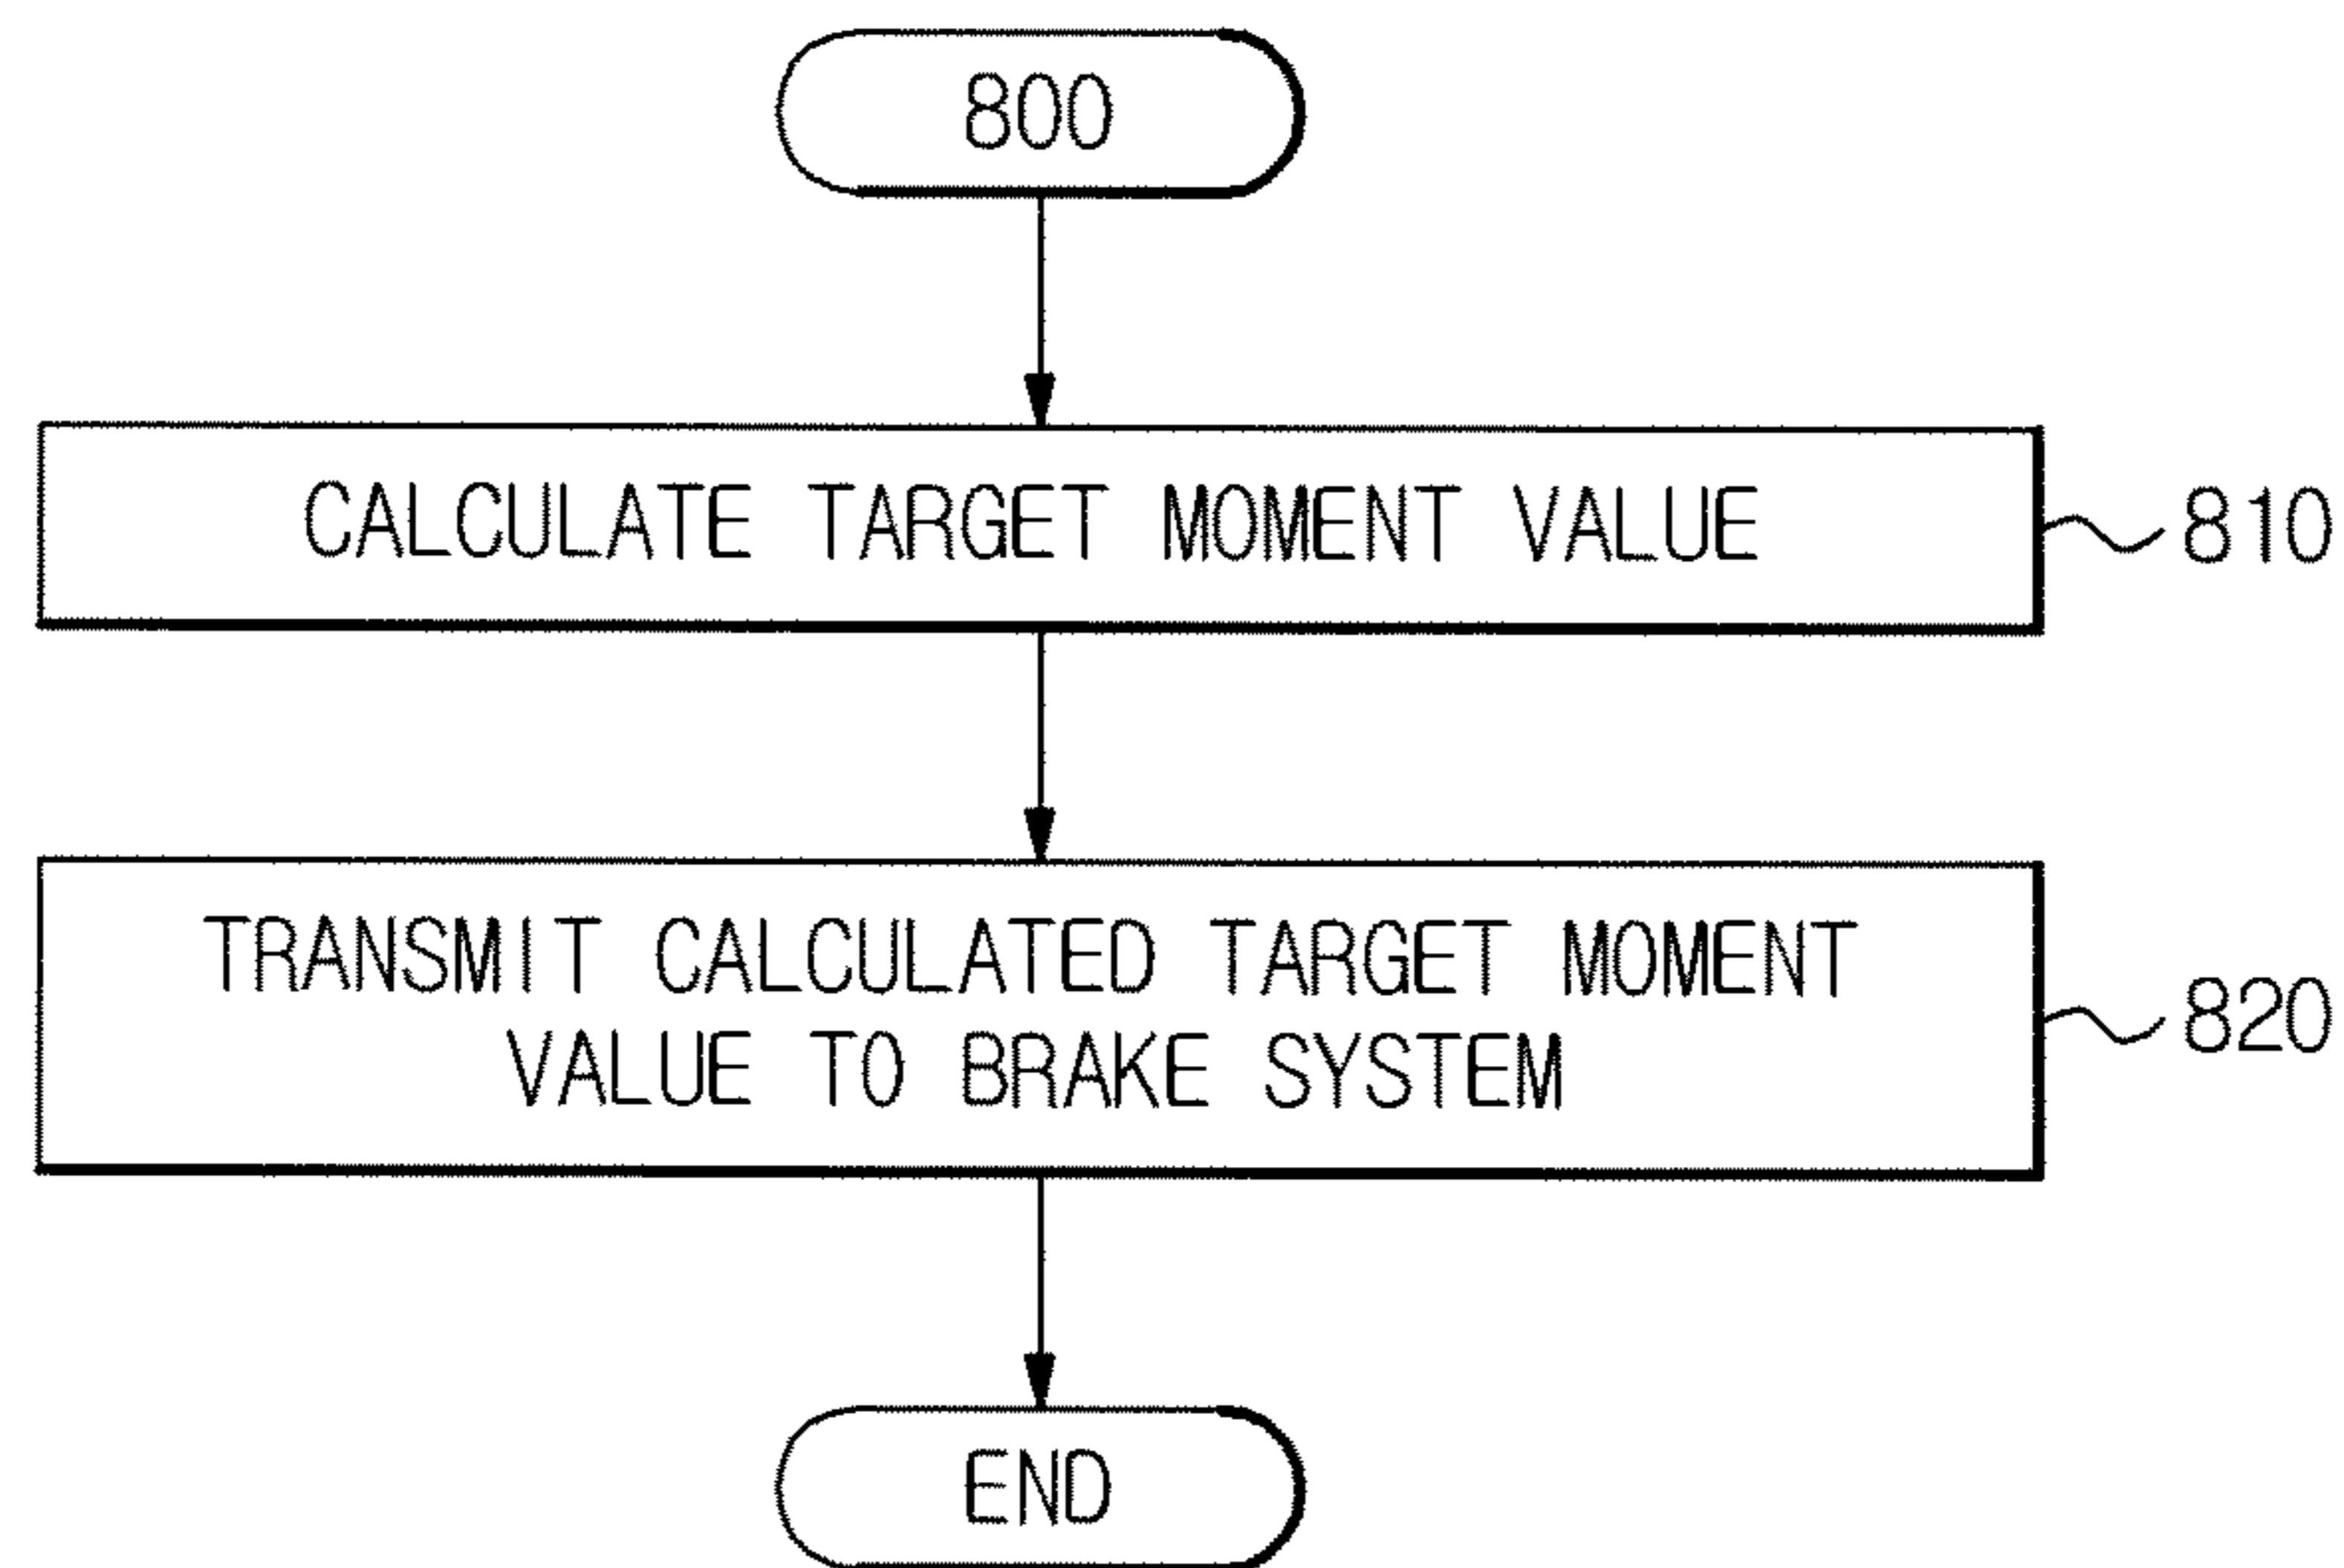 800
CALCULATE TARGET MOMENT VALUE
810
TRANSMIT CALCULATED TARGET MOMENT
VALUE TO BRAKE SYSTEM
820
END